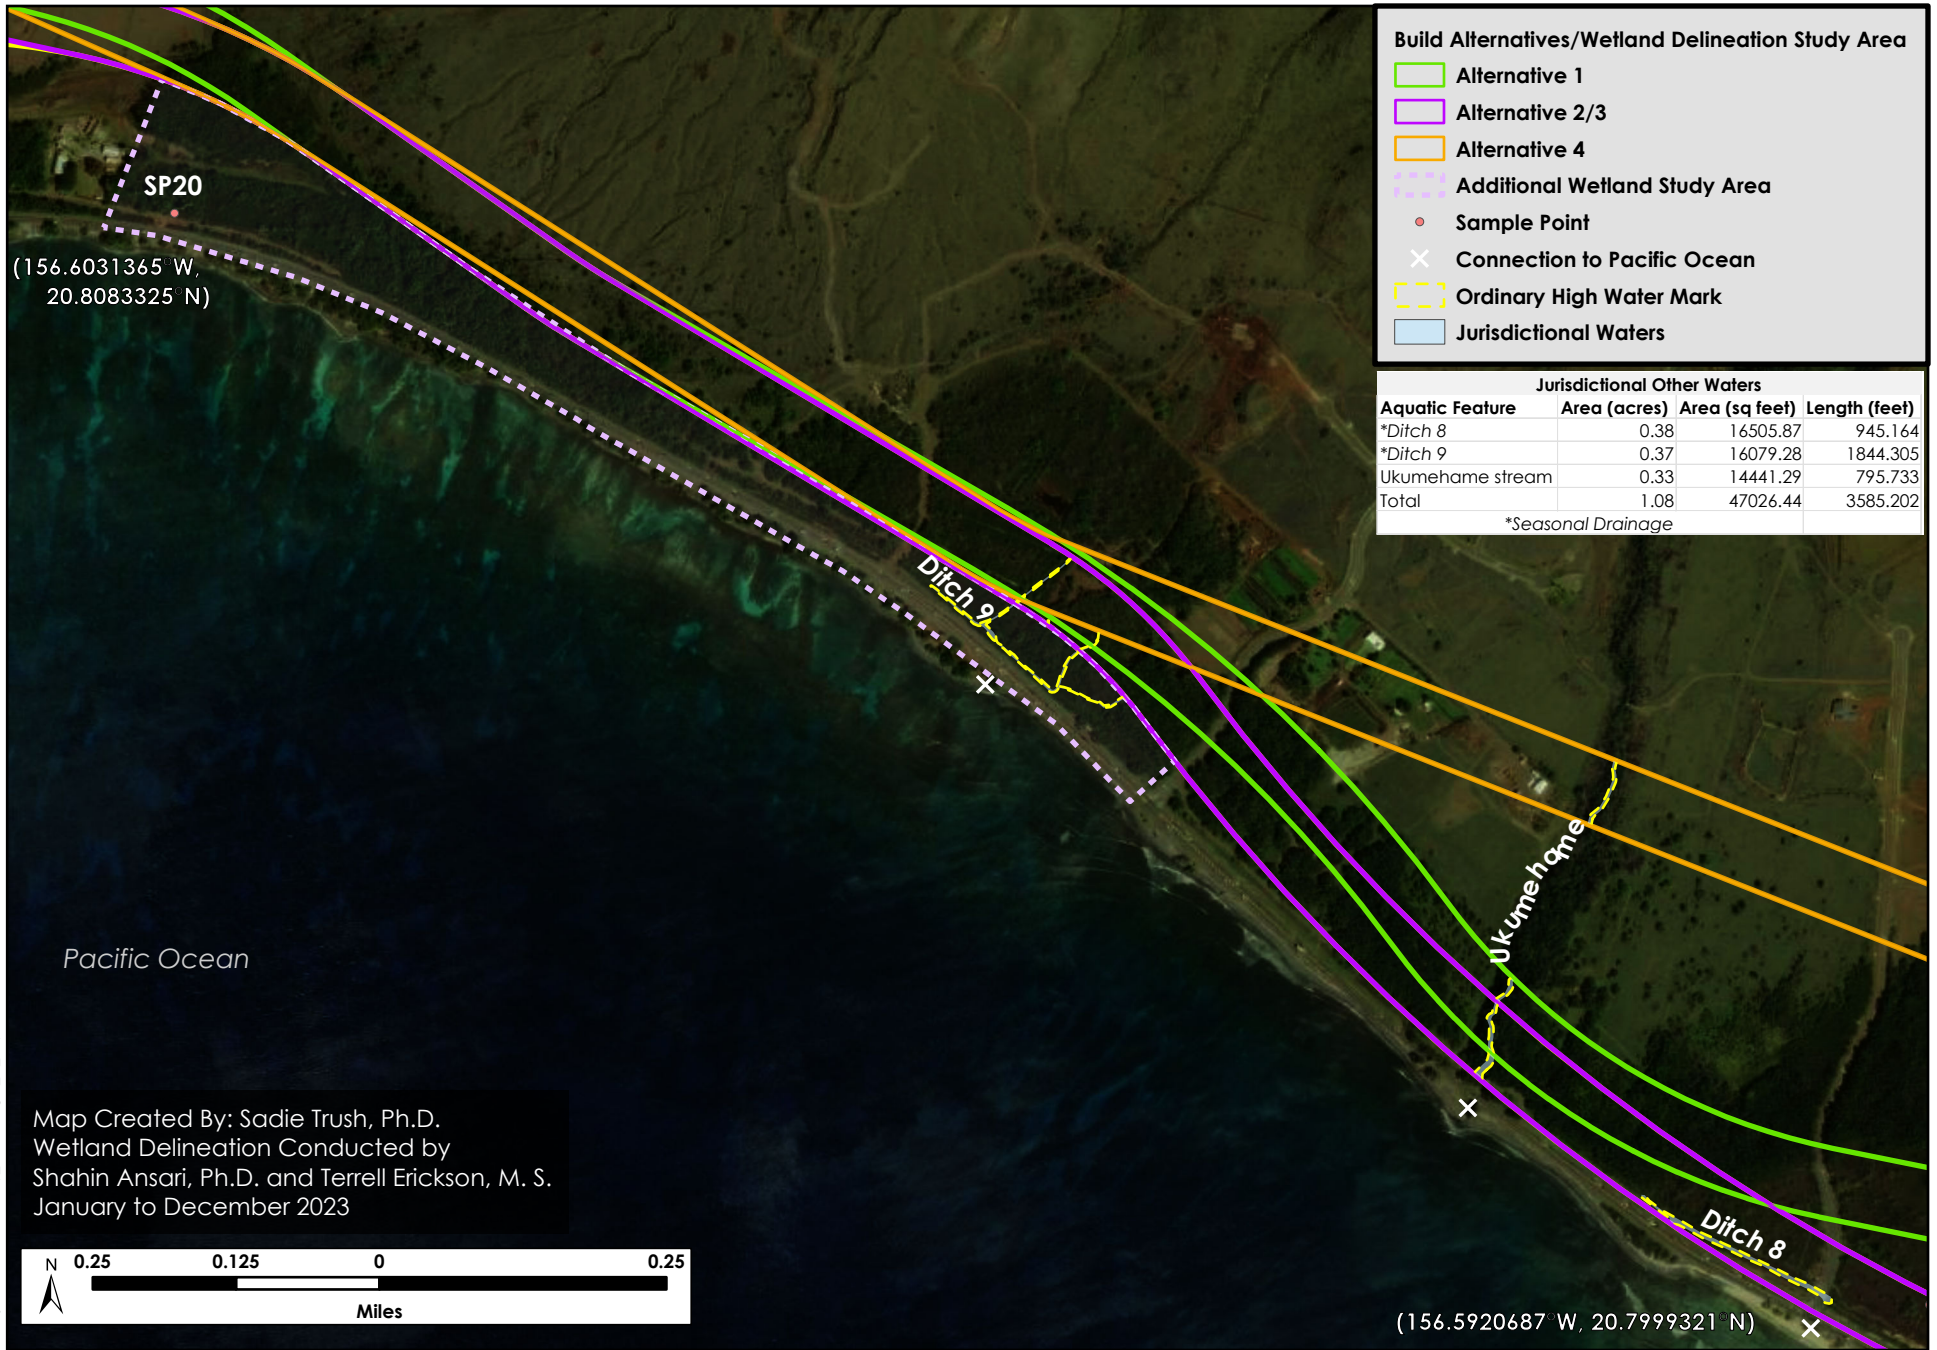 Build Alternatives/Wetland Delineation Study Area
Alternative 1
Alternative 2/3
Alternative 4
Additional Wetland Study Area
Sample Point
Connection to Pacific Ocean
Ordinary High Water Mark
Jurisdictional Waters
Jurisdictional Other Waters
Aquatic Feature Area (acres) Area (sq feet) Length (feet)
*Ditch 8 0.38 16505.87 945.164
*Ditch 9 0.37 16079.28 1844.305
Ukumehame stream 0.33 14441.29 795.733
Total 1.08 47026.44 3585.202
*Seasonal Drainage
SP20
(156.6031365°W,
20.8083325°N)
Ditch 9
Ukumehame
Ditch 8
Pacific Ocean
Map Created By: Sadie Trush, Ph.D.
Wetland Delineation Conducted by
Shahin Ansari, Ph.D. and Terrell Erickson, M. S.
January to December 2023
N 0.25 0.125 0 0.25
Miles
(156.5920687°W, 20.7999321°N)